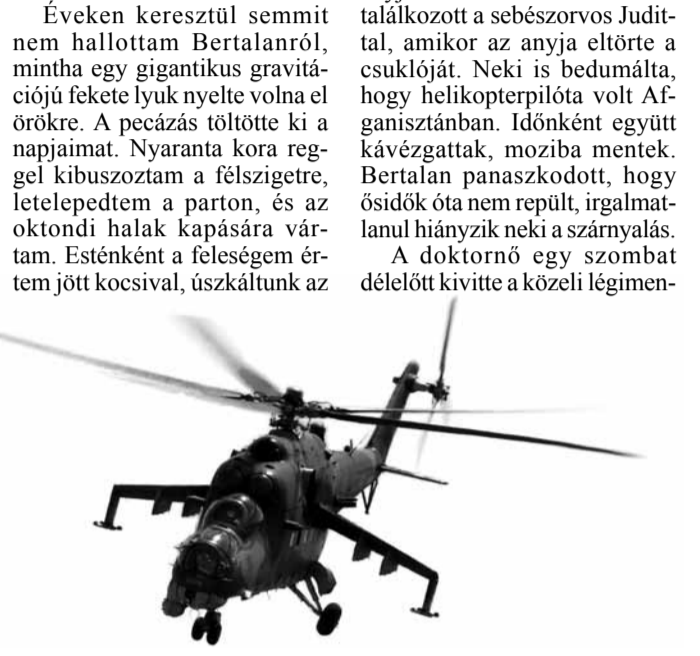 Éveken keresztül semmit
nem hallottam Bertalanról,
mintha egy gigantikus gravitá-
ciójú fekete lyuk nyelte volna el
örökre. A pecázás töltötte ki a
napjaimat. Nyaranta kora reg-
gel kibuszoztam a félszigetre,
letelepedtem a parton, és az
oktondi halak kapására vár-
tam. Esténként a feleségem ér-
tem jött kocsival, úszkáltunk az
találkozott a sebészorvos Judit-
tal, amikor az anyja eltörte a
csuklóját. Neki is bedumálta,
hogy helikopterpilóta volt Af-
ganisztánban. Időnként együtt
kávézgattak, moziba mentek.
Bertalan panaszkodott, hogy
ősidők óta nem repült, irgalmat-
lanul hiányzik neki a szárnyalás.
A doktornő egy szombat
délelőtt kivitte a közeli légimen-